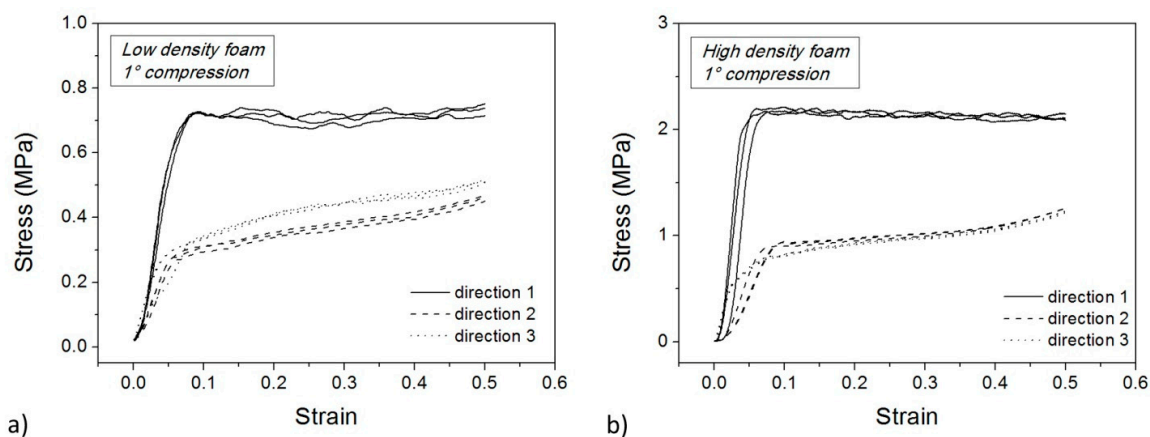 Low density foam
1° compression
Stress (MPa)
1.0
0.8
0.6
0.4
0.2
0.0
direction 1
direction 2
direction 3
0.0 0.1 0.2 0.3 0.4 0.5 0.6
Strain
a)
High density foam
1° compression
Stress (MPa)
3
2
1
0
direction 1
direction 2
direction 3
0.0 0.1 0.2 0.3 0.4 0.5 0.6
Strain
b)